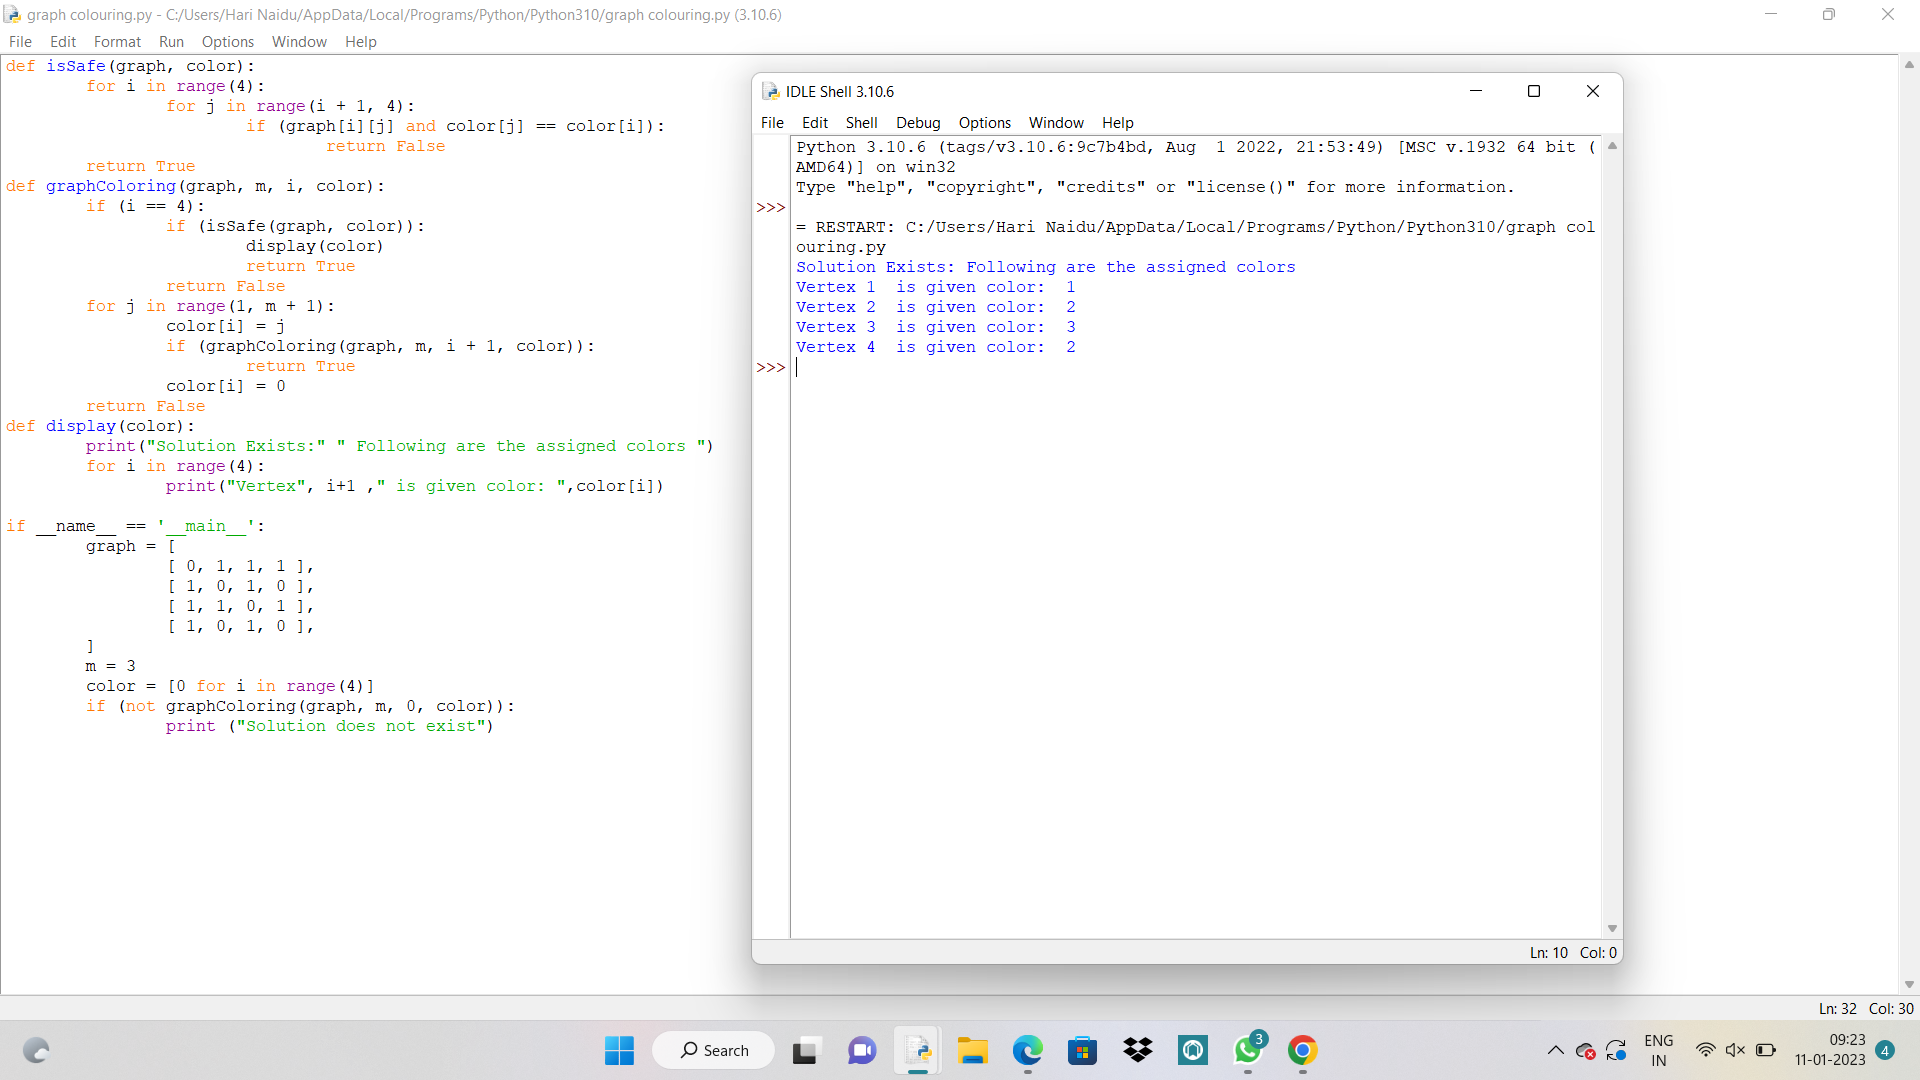 graph colouring.py - C:/Users/Hari Naidu/AppData/Local/Programs/Python/Python310/graph colouring.py (3.10.6)
File Edit Format Run Options Window Help
def isSafe(graph, color):
        for i in range(4):
                for j in range(i + 1, 4):
                        if (graph[i][j] and color[j] == color[i]):
                                return False
        return True
def graphColoring(graph, m, i, color):
        if (i == 4):
                if (isSafe(graph, color)):
                        display(color)
                        return True
                return False
        for j in range(1, m + 1):
                color[i] = j
                if (graphColoring(graph, m, i + 1, color)):
                        return True
                color[i] = 0
        return False
def display(color):
        print("Solution Exists:" " Following are the assigned colors ")
        for i in range(4):
                print("Vertex", i+1 ," is given color: ",color[i])

if __name__ == '__main__':
        graph = [
                [ 0, 1, 1, 1 ],
                [ 1, 0, 1, 0 ],
                [ 1, 1, 0, 1 ],
                [ 1, 0, 1, 0 ],
        ]
        m = 3
        color = [0 for i in range(4)]
        if (not graphColoring(graph, m, 0, color)):
                print ("Solution does not exist")
IDLE Shell 3.10.6
File Edit Shell Debug Options Window Help
Python 3.10.6 (tags/v3.10.6:9c7b4bd, Aug  1 2022, 21:53:49) [MSC v.1932 64 bit (
AMD64)] on win32
Type "help", "copyright", "credits" or "license()" for more information.
>>>
= RESTART: C:/Users/Hari Naidu/AppData/Local/Programs/Python/Python310/graph col
ouring.py
Solution Exists: Following are the assigned colors
Vertex 1  is given color:  1
Vertex 2  is given color:  2
Vertex 3  is given color:  3
Vertex 4  is given color:  2
>>>
Ln: 10 Col: 0
Ln: 32 Col: 30
Search
3
ENG
IN
09:23
11-01-2023
4